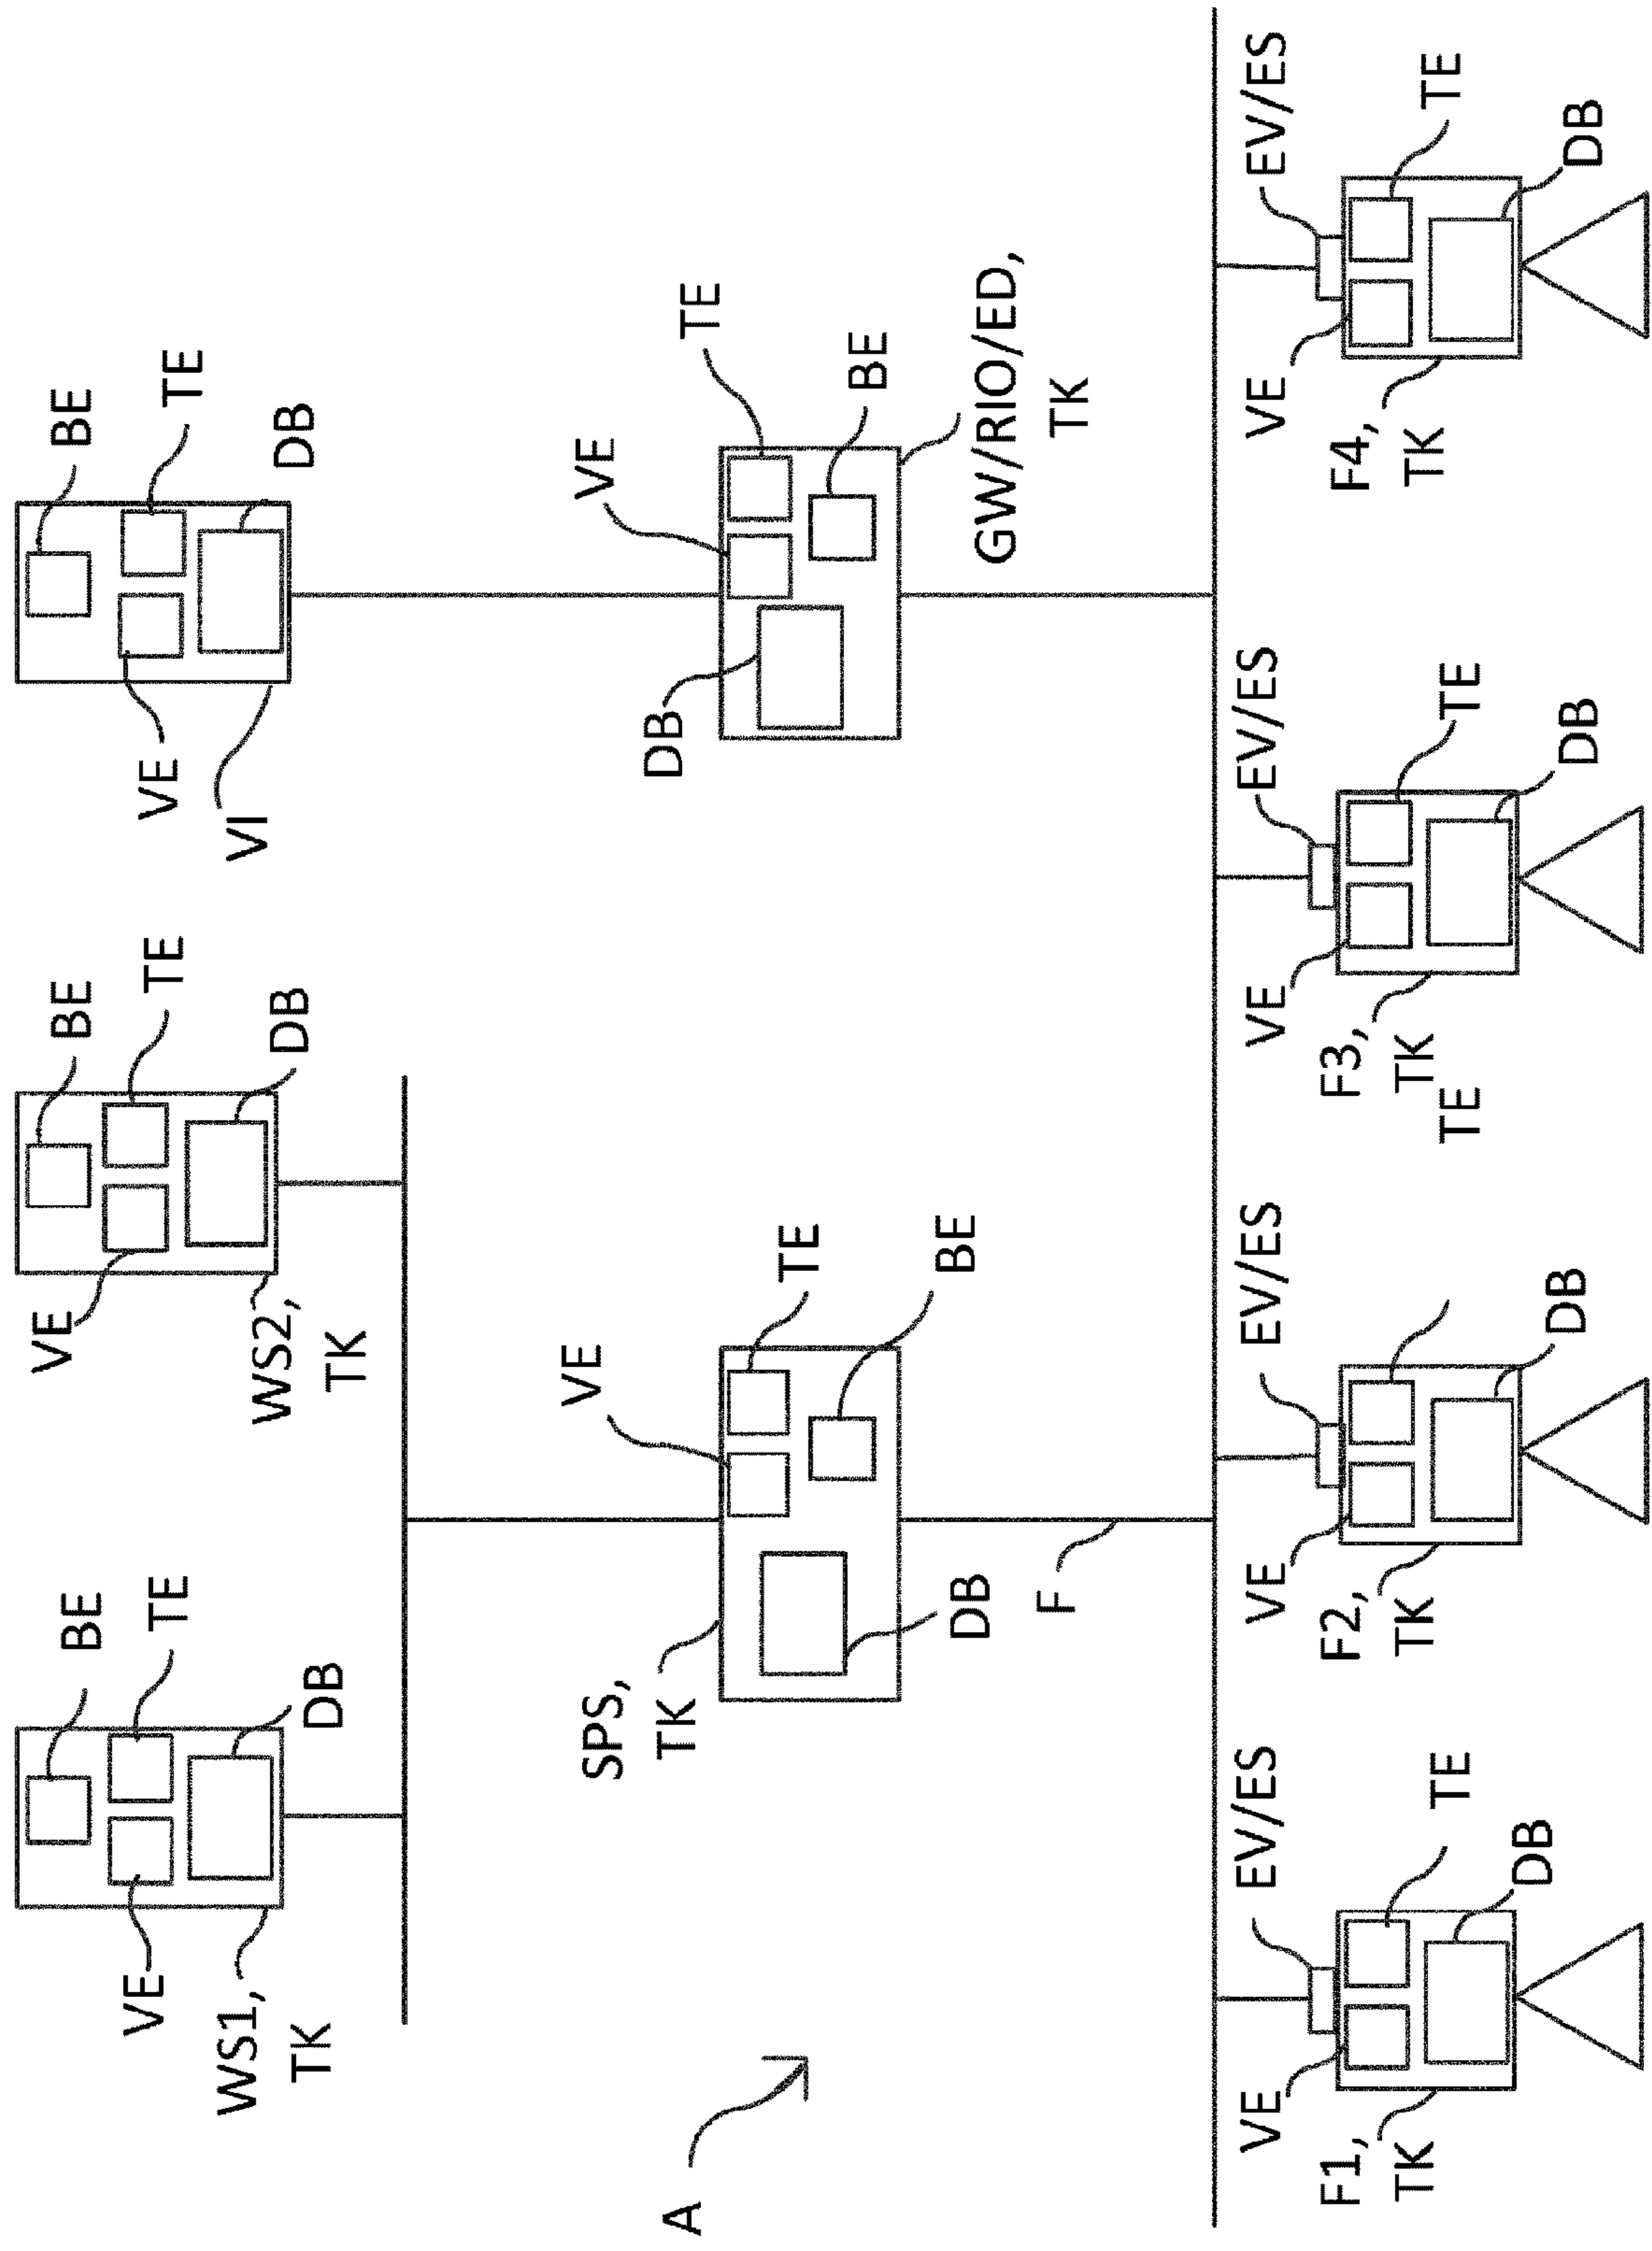 BE
TE
DB
VE
WS1,
TK
BE
TE
DB
VE
WS2,
TK
BE
TE
DB
VE
VI
A
VE
TE
BE
DB
SPS,
TK
F
VE
TE
BE
DB
GW/RIO/ED,
TK
EV/ES
TE
DB
VE
F1,
TK
EV/ES
DB
VE
F2,
TK
TE
EV/ES
TE
DB
VE
F3,
TK
EV/ES
TE
DB
VE
F4,
TK